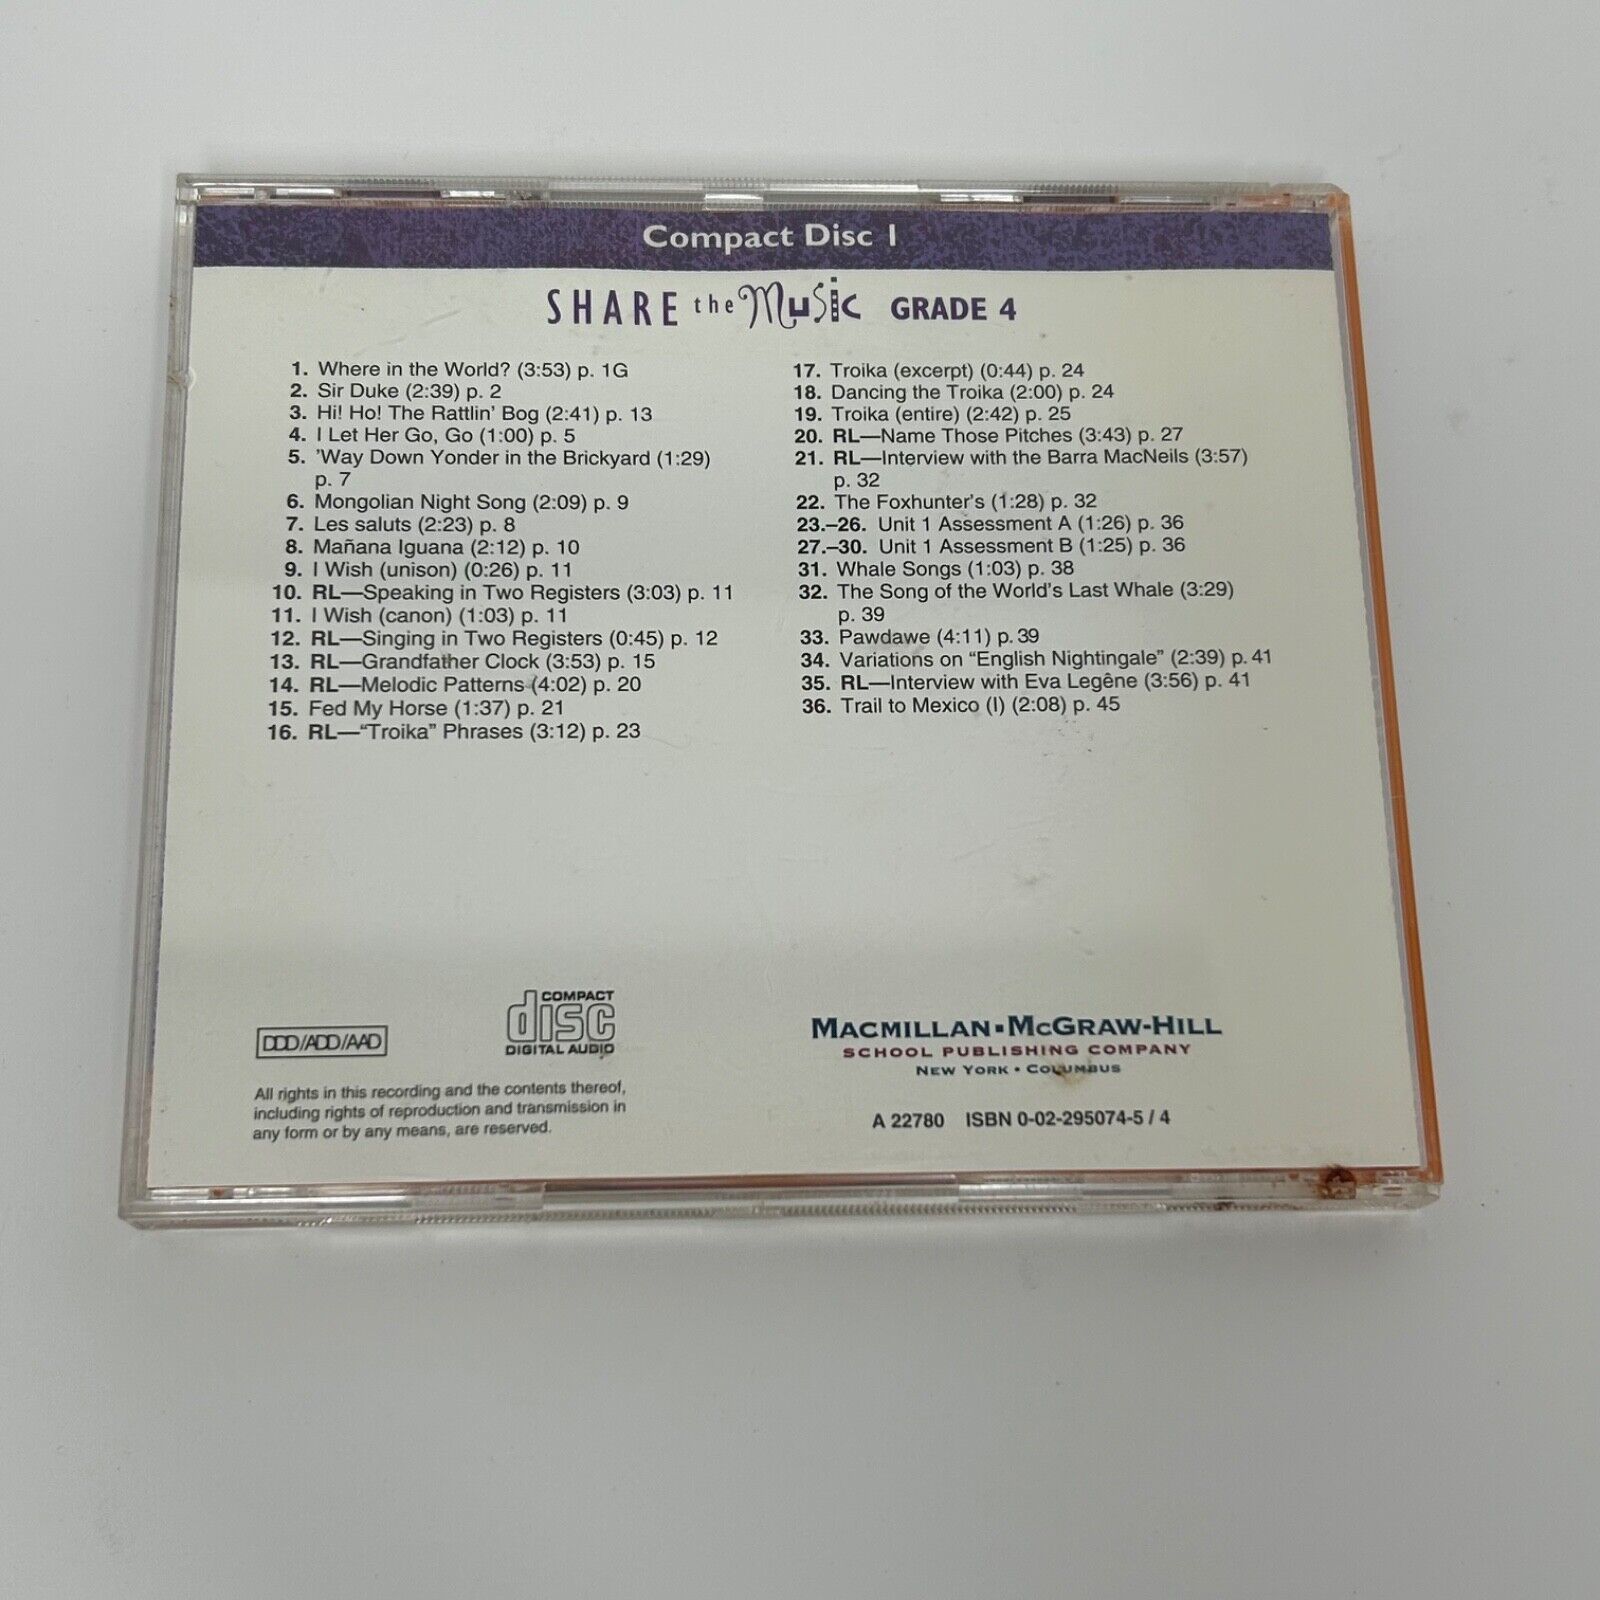 Compact Disc 1
SHARE the MUSIC GRADE 4
1. Where in the World? (3:53) p. 1G
2. Sir Duke (2:39) p. 2
3. Hi! Ho! The Rattlin' Bog (2:41) p. 13
4. I Let Her Go, Go (1:00) p. 5
5. 'Way Down Yonder in the Brickyard (1:29)
p. 7
6. Mongolian Night Song (2:09) p. 9
7. Les saluts (2:23) p. 8
8. Mañana Iguana (2:12) p. 10
9. I Wish (unison) (0:26) p. 11
10. RL—Speaking in Two Registers (3:03) p. 11
11. I Wish (canon) (1:03) p. 11
12. RL—Singing in Two Registers (0:45) p. 12
13. RL—Grandfather Clock (3:53) p. 15
14. RL—Melodic Patterns (4:02) p. 20
15. Fed My Horse (1:37) p. 21
16. RL—"Troika" Phrases (3:12) p. 23
17. Troika (excerpt) (0:44) p. 24
18. Dancing the Troika (2:00) p. 24
19. Troika (entire) (2:42) p. 25
20. RL—Name Those Pitches (3:43) p. 27
21. RL—Interview with the Barra MacNeils (3:57)
p. 32
22. The Foxhunter's (1:28) p. 32
23.–26. Unit 1 Assessment A (1:26) p. 36
27.–30. Unit 1 Assessment B (1:25) p. 36
31. Whale Songs (1:03) p. 38
32. The Song of the World's Last Whale (3:29)
p. 39
33. Pawdawe (4:11) p. 39
34. Variations on "English Nightingale" (2:39) p. 41
35. RL—Interview with Eva Legêne (3:56) p. 41
36. Trail to Mexico (I) (2:08) p. 45
DDD/ADD/AAD
COMPACT
disc
DIGITAL AUDIO
All rights in this recording and the contents thereof,
including rights of reproduction and transmission in
any form or by any means, are reserved.
MACMILLAN▪MCGRAW-HILL
SCHOOL PUBLISHING COMPANY
NEW YORK • COLUMBUS
A 22780 ISBN 0-02-295074-5 / 4